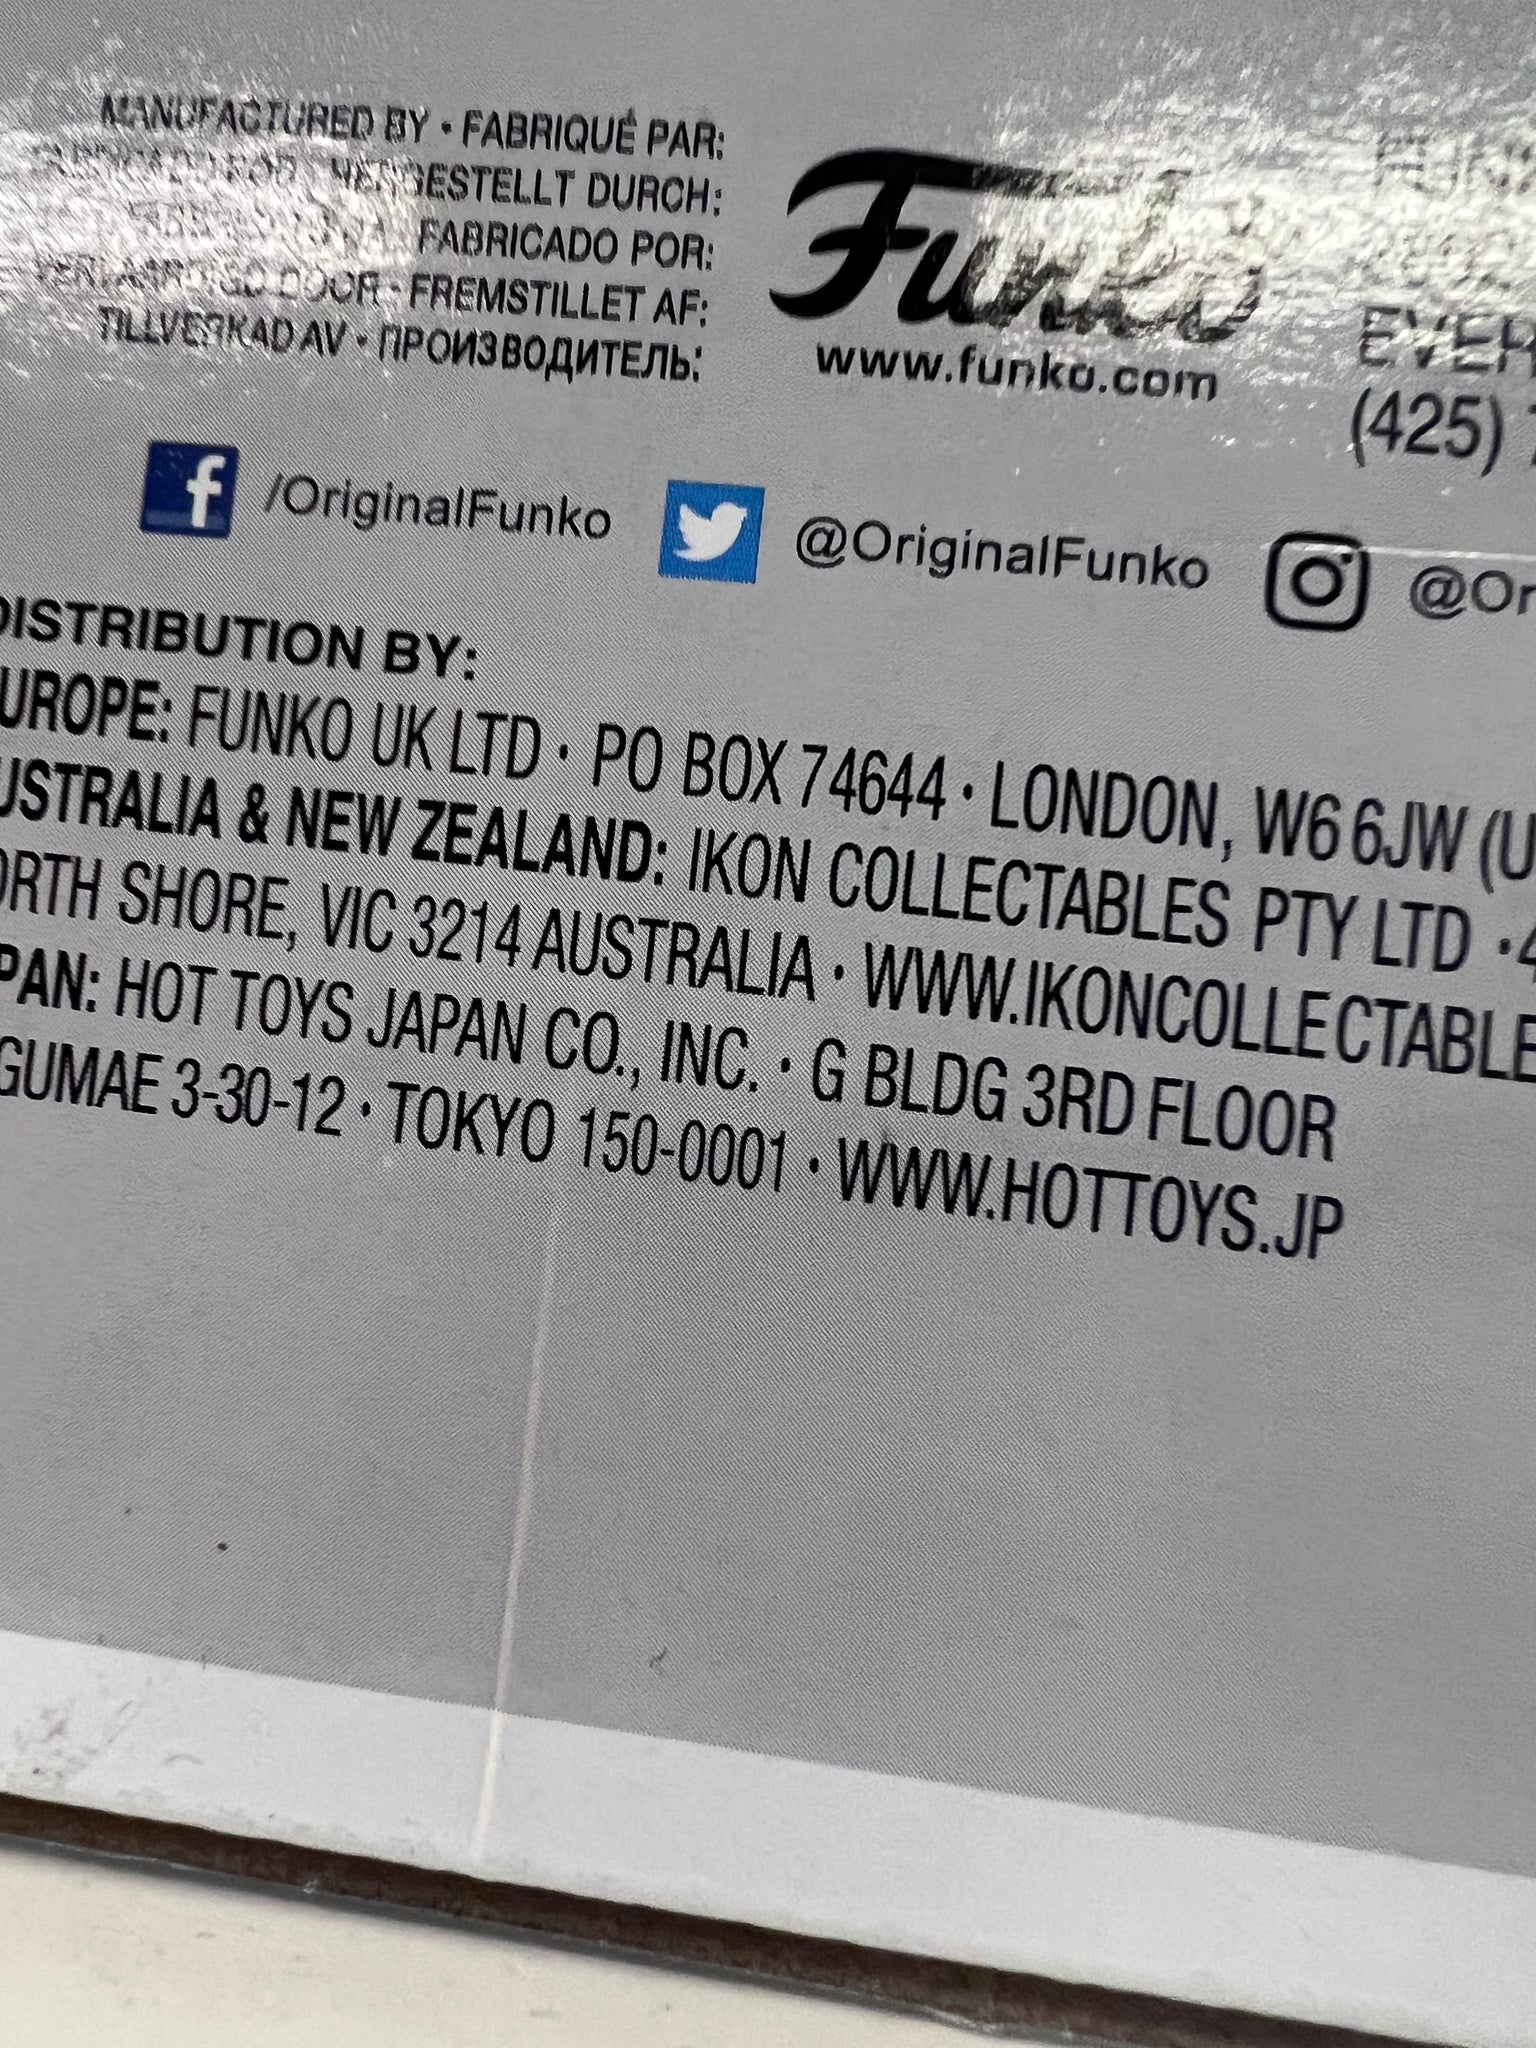 MANUFACTURED BY • FABRIQUÉ PAR:
HERGESTELLT DURCH:
FABRICADO POR:
DOOR • FREMSTILLET AF:
TILLVERKAD AV • ПРОИЗВОДИТЕЛЬ:
Funko
www.funko.com
EVER
(425)
/OriginalFunko
@OriginalFunko
@Or
DISTRIBUTION BY:
UROPE: FUNKO UK LTD • PO BOX 74644 • LONDON, W6 6JW (U
USTRALIA & NEW ZEALAND: IKON COLLECTABLES PTY LTD • 4
ORTH SHORE, VIC 3214 AUSTRALIA • WWW.IKONCOLLECTABLE
PAN: HOT TOYS JAPAN CO., INC. • G BLDG 3RD FLOOR
GUMAE 3-30-12 • TOKYO 150-0001 • WWW.HOTTOYS.JP